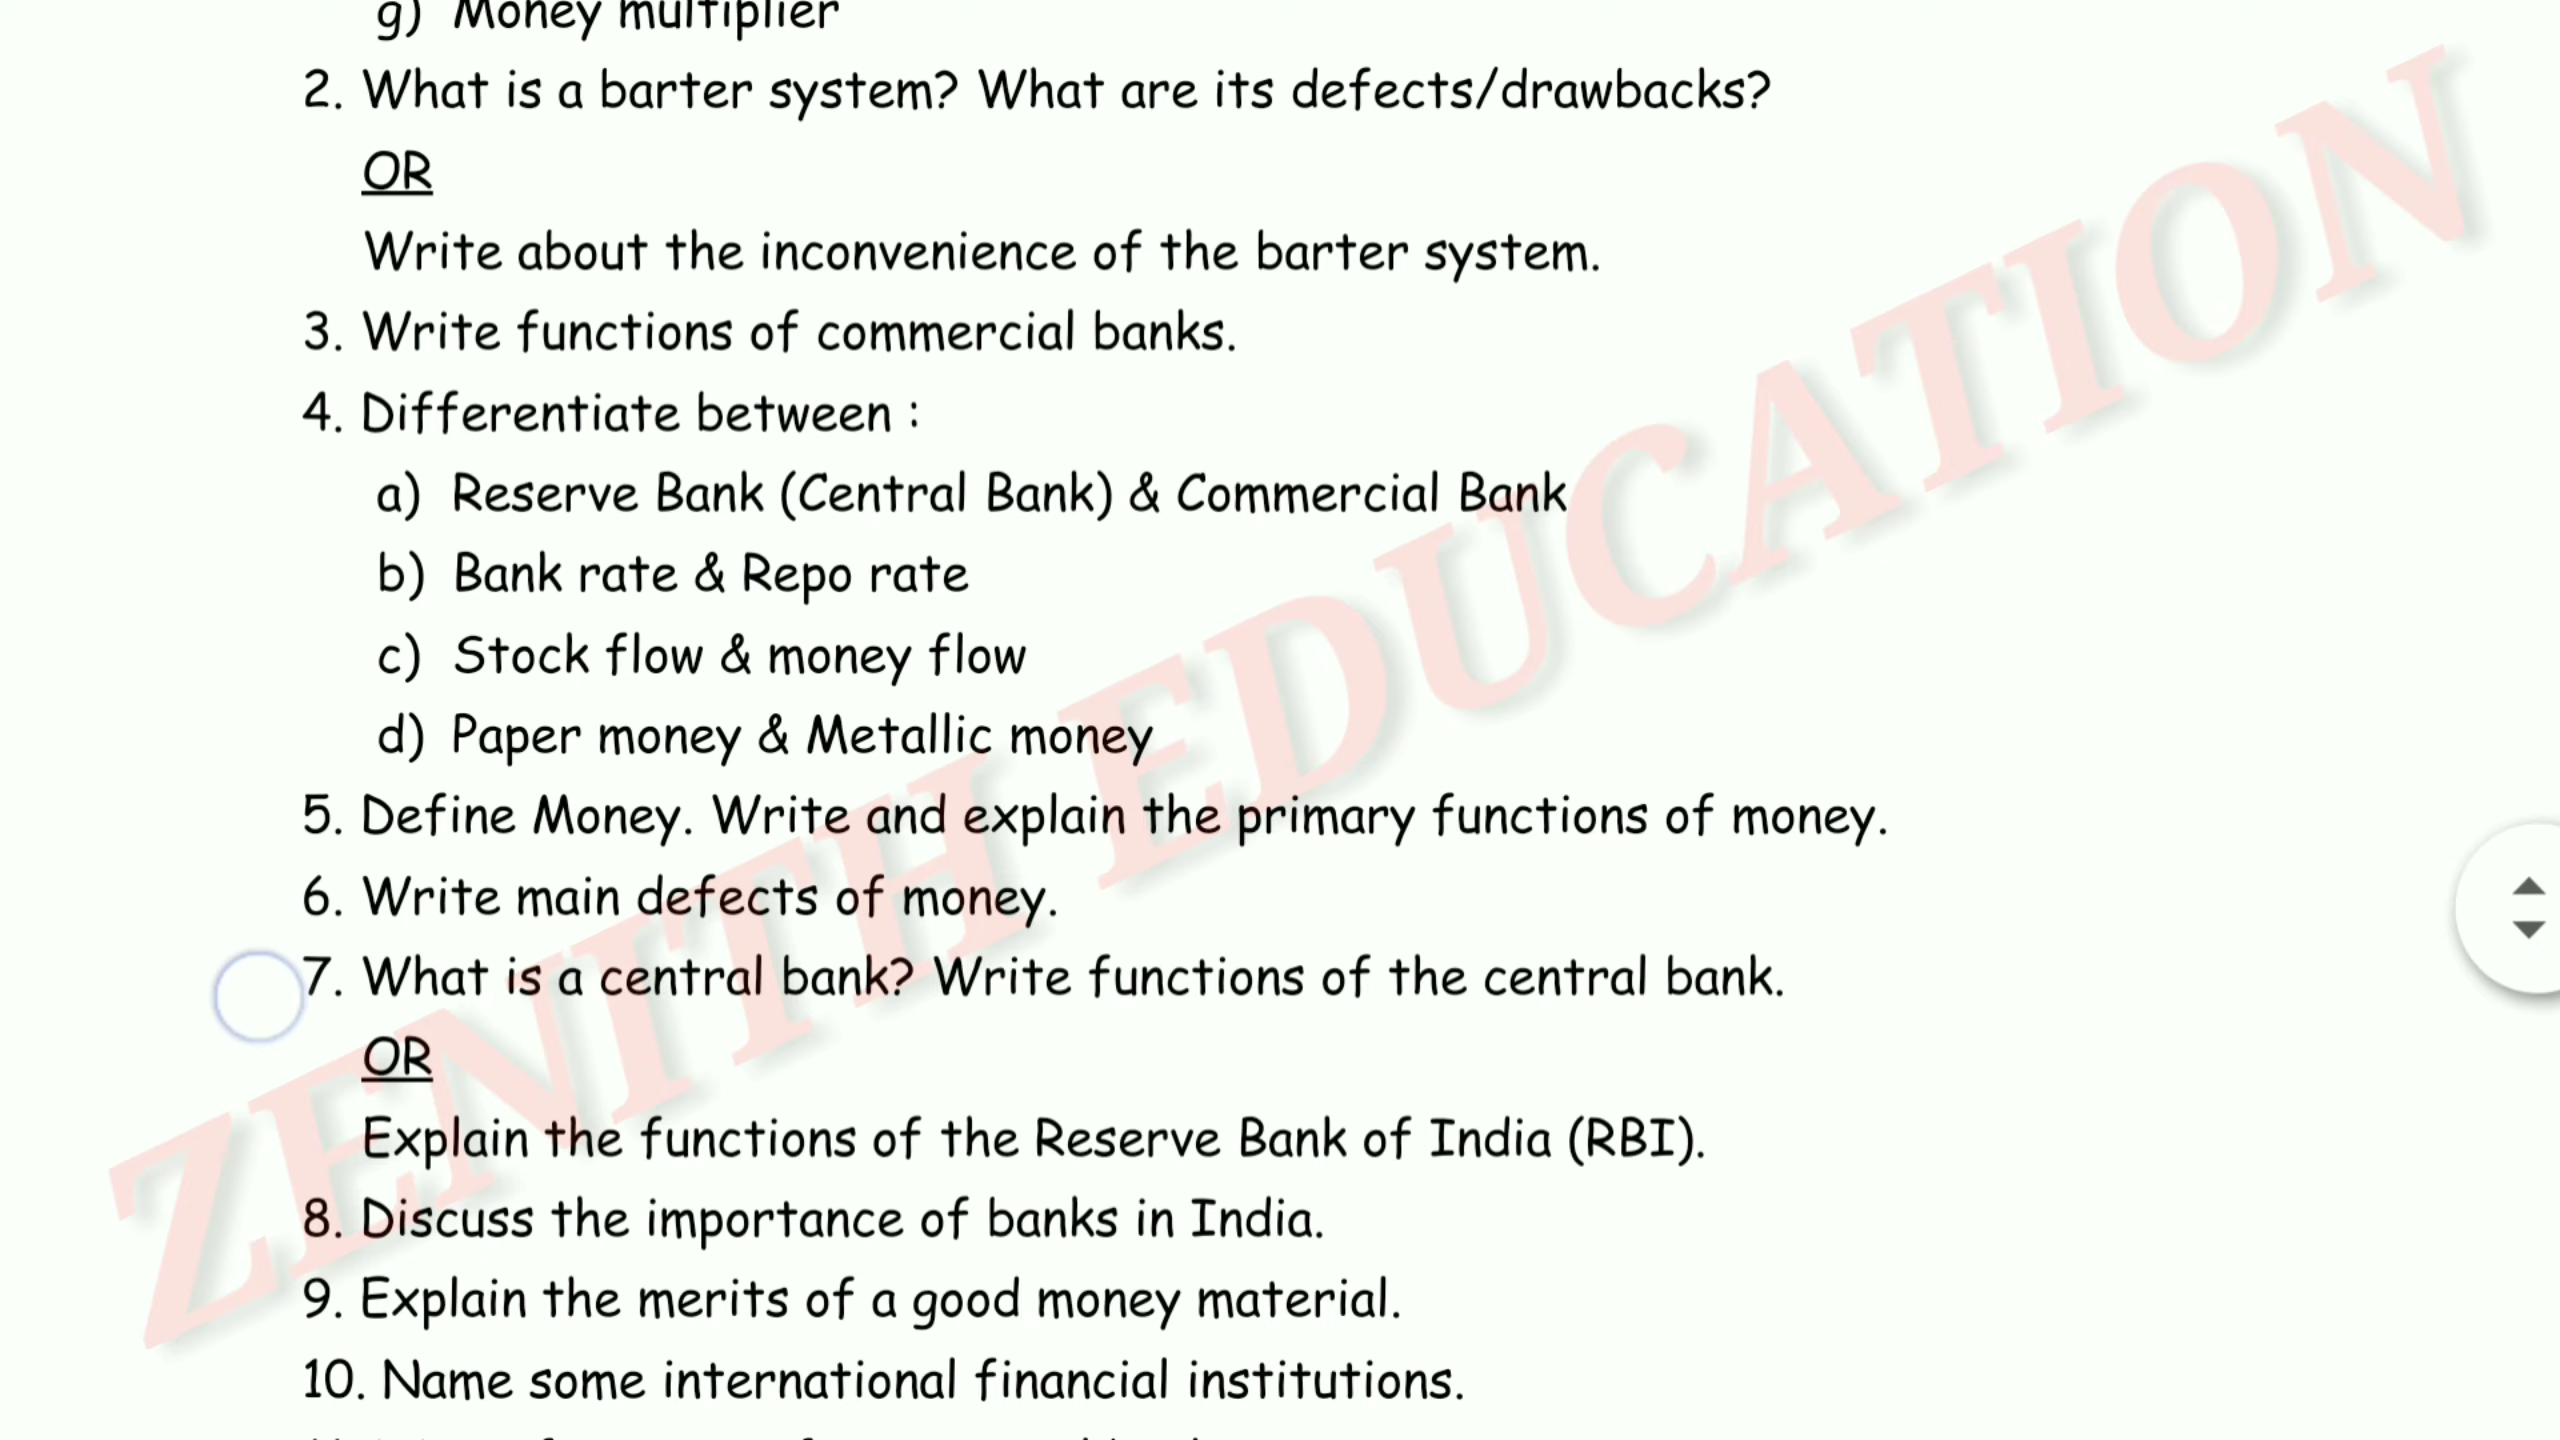 g) Money multiplier
2. What is a barter system? What are its defects/drawbacks?
OR
Write about the inconvenience of the barter system.
3. Write functions of commercial banks.
4. Differentiate between :
a) Reserve Bank (Central Bank) & Commercial Bank
b) Bank rate & Repo rate
c) Stock flow & money flow
d) Paper money & Metallic money
5. Define Money. Write and explain the primary functions of money.
6. Write main defects of money.
7. What is a central bank? Write functions of the central bank.
OR
Explain the functions of the Reserve Bank of India (RBI).
8. Discuss the importance of banks in India.
9. Explain the merits of a good money material.
10. Name some international financial institutions.
ZENITH EDUCATION